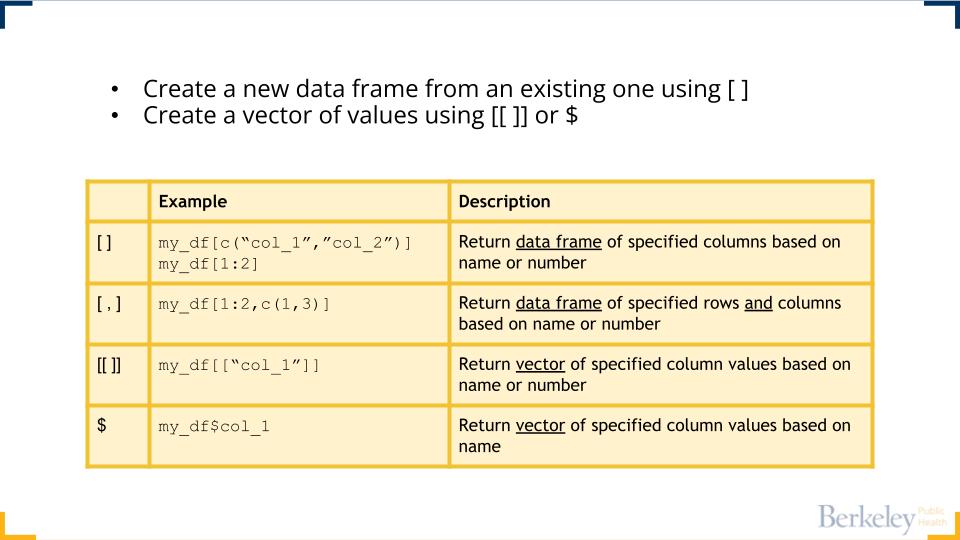 • Create a new data frame from an existing one using [ ]
• Create a vector of values using [[ ]] or $
Example
Description
[ ]
my_df[c(“col_1”,”col_2”)]
my_df[1:2]
Return data frame of specified columns based on
name or number
[ , ]
my_df[1:2,c(1,3)]
Return data frame of specified rows and columns
based on name or number
[[ ]]
my_df[[“col_1”]]
Return vector of specified column values based on
name or number
$
my_df$col_1
Return vector of specified column values based on
name
Berkeley
Public
Health